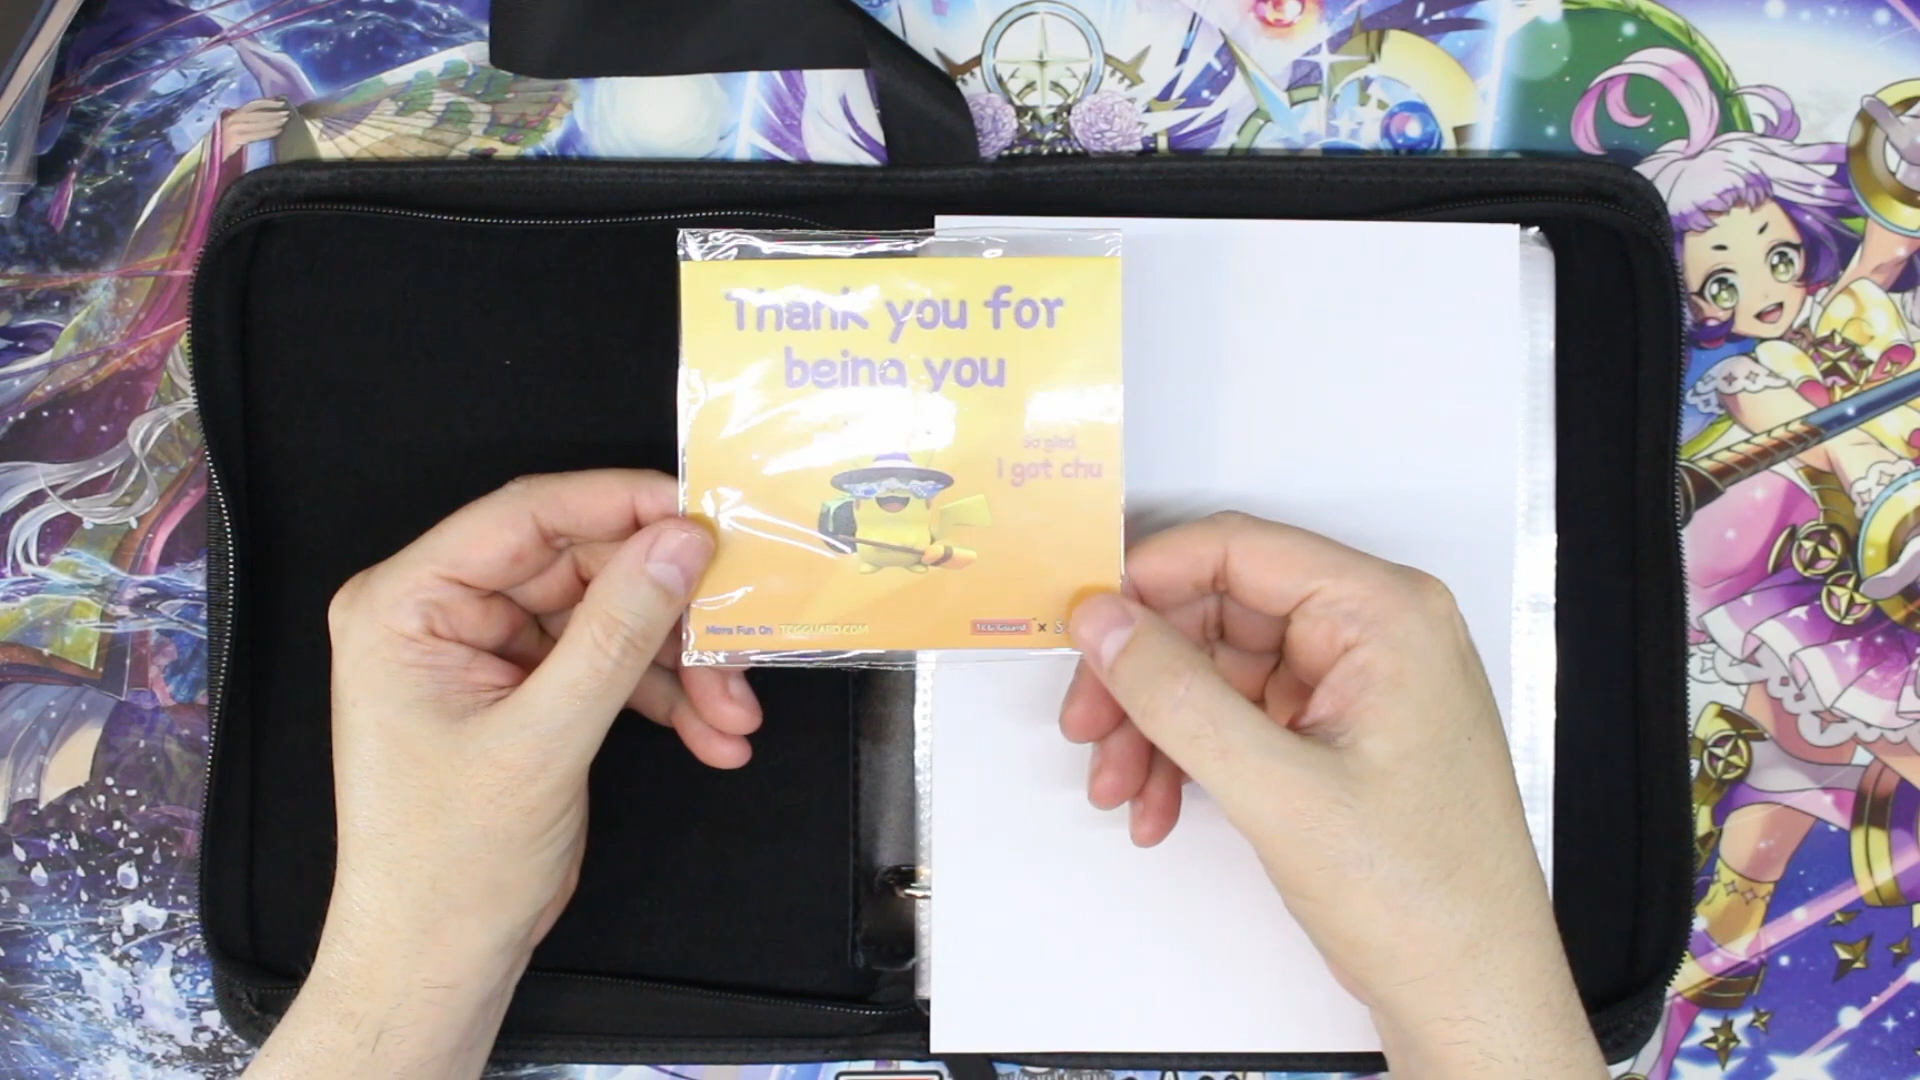 Thank you for
being you
So glad
I got chu
More Fun On TCGGUARD.COM
TCG Guard × S